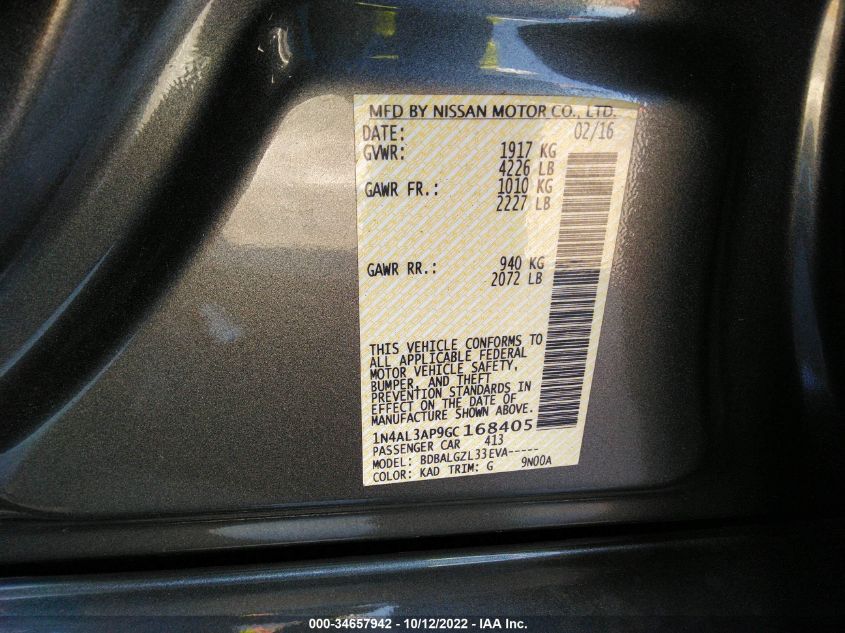 MFD BY NISSAN MOTOR CO., LTD.
DATE: 02/16
GVWR: 1917 KG
4226 LB
GAWR FR.: 1010 KG
2227 LB
GAWR RR.: 940 KG
2072 LB
THIS VEHICLE CONFORMS TO
ALL APPLICABLE FEDERAL
MOTOR VEHICLE SAFETY,
BUMPER, AND THEFT
PREVENTION STANDARDS IN
EFFECT ON THE DATE OF
MANUFACTURE SHOWN ABOVE.
1N4AL3AP9GC168405
PASSENGER CAR 413
MODEL: BDBALGZL33EVA-----
COLOR: KAD TRIM: G 9N00A
000-34657942 - 10/12/2022 - IAA Inc.